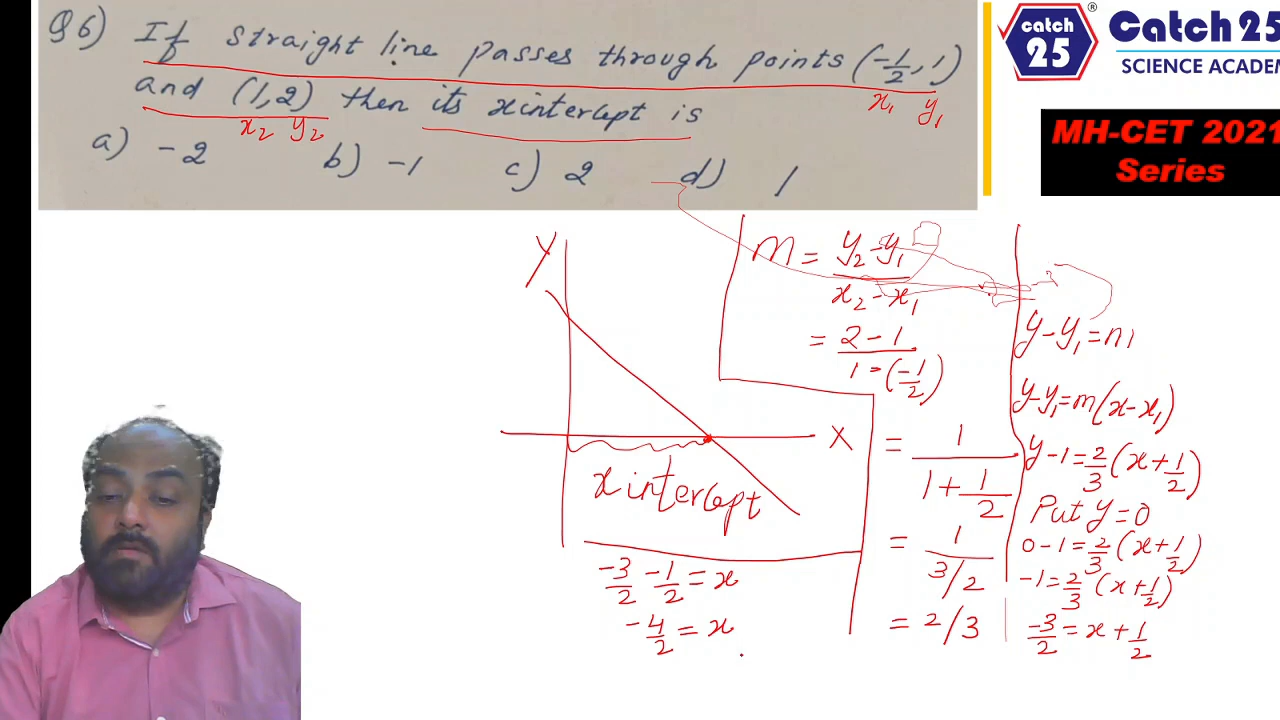 Q6) If straight line passes through points (-1/2, 1)
and (1, 2) then its x intercept is
x₁ y₁
x₂ y₂
a) -2 b) -1 c) 2 d) 1
catch 25 ®
Catch 25
SCIENCE ACADEM
MH-CET 2021
Series
Y
X
x intercept
-3/2 - 1/2 = x
-4/2 = x
m = y₂ - y₁ / x₂ - x₁
= 2 - 1 / 1 - (-1/2)
= 1 / 1 + 1/2
= 1 / 3/2
= 2/3
y - y₁ = m
y - y₁ = m(x - x₁)
y - 1 = 2/3 (x + 1/2)
Put y = 0
0 - 1 = 2/3 (x + 1/2)
-1 = 2/3 (x + 1/2)
-3/2 = x + 1/2